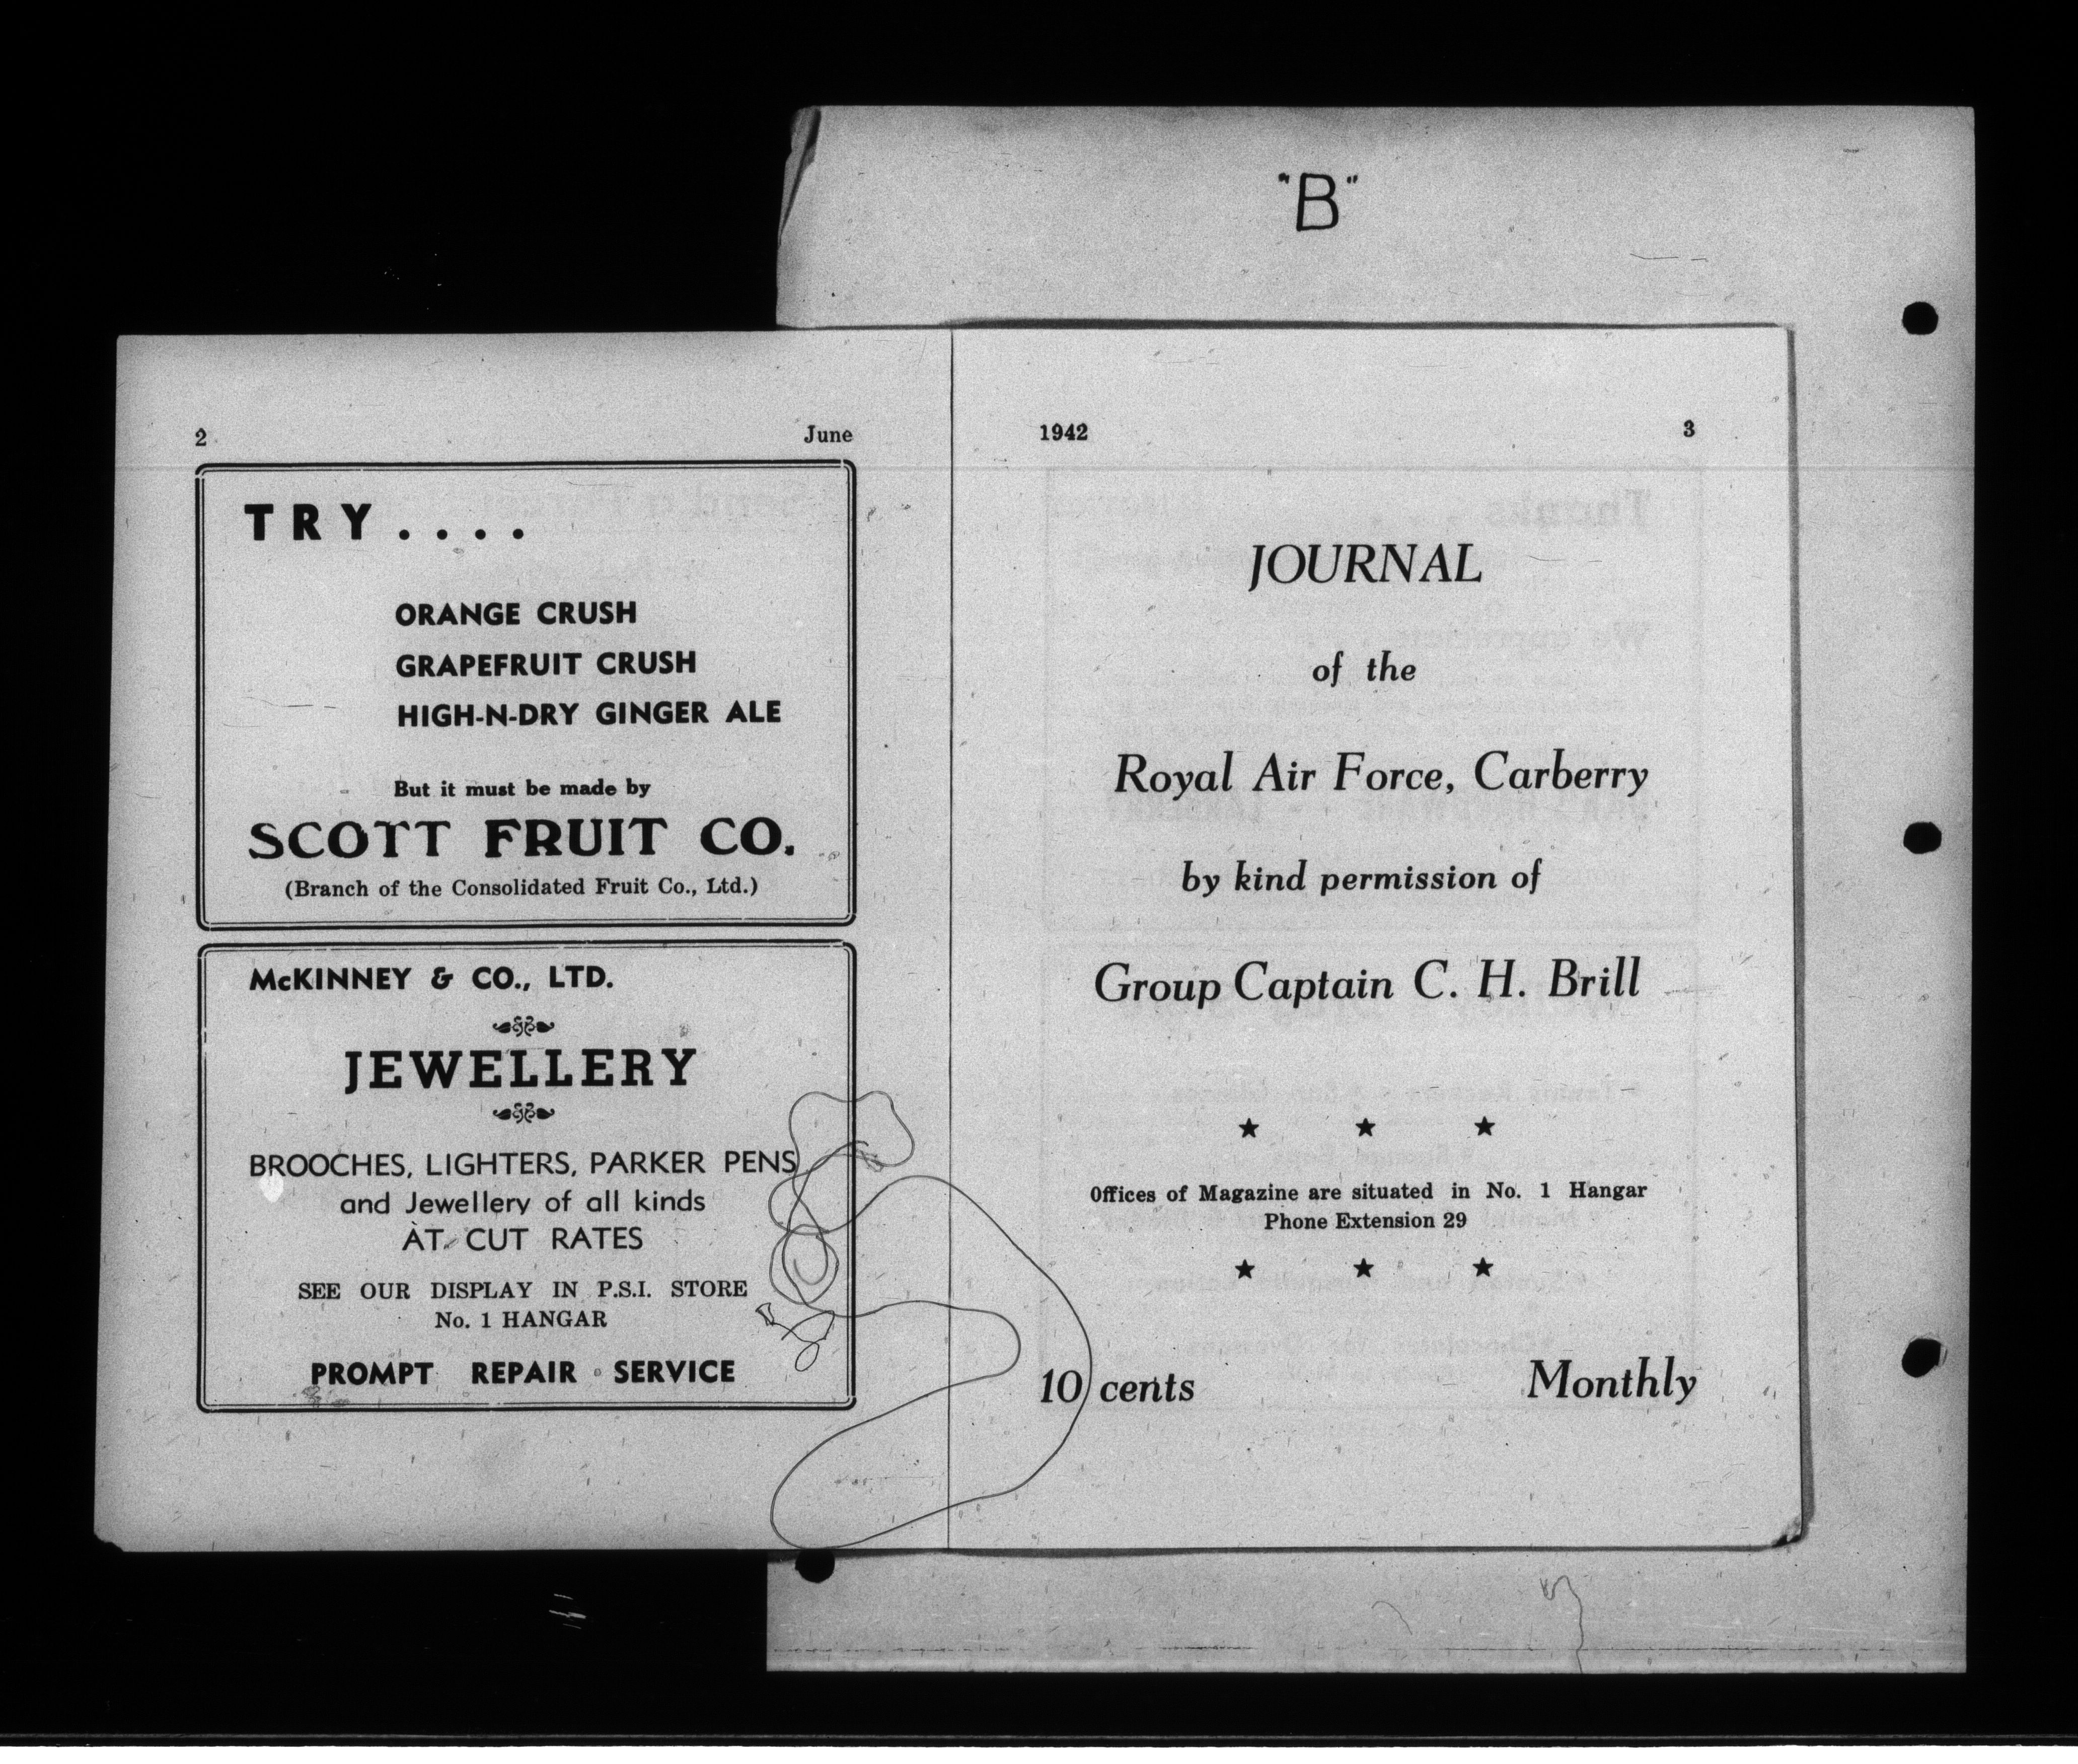 "B"
2 June
TRY....
ORANGE CRUSH
GRAPEFRUIT CRUSH
HIGH-N-DRY GINGER ALE
But it must be made by
SCOTT FRUIT CO.
(Branch of the Consolidated Fruit Co., Ltd.)
McKINNEY & CO., LTD.
JEWELLERY
BROOCHES, LIGHTERS, PARKER PENS
and Jewellery of all kinds
AT CUT RATES
SEE OUR DISPLAY IN P.S.I. STORE
No. 1 HANGAR
PROMPT REPAIR SERVICE
1942 3
JOURNAL
of the
Royal Air Force, Carberry
by kind permission of
Group Captain C. H. Brill
★ ★ ★
Offices of Magazine are situated in No. 1 Hangar
Phone Extension 29
★ ★ ★
10 cents Monthly